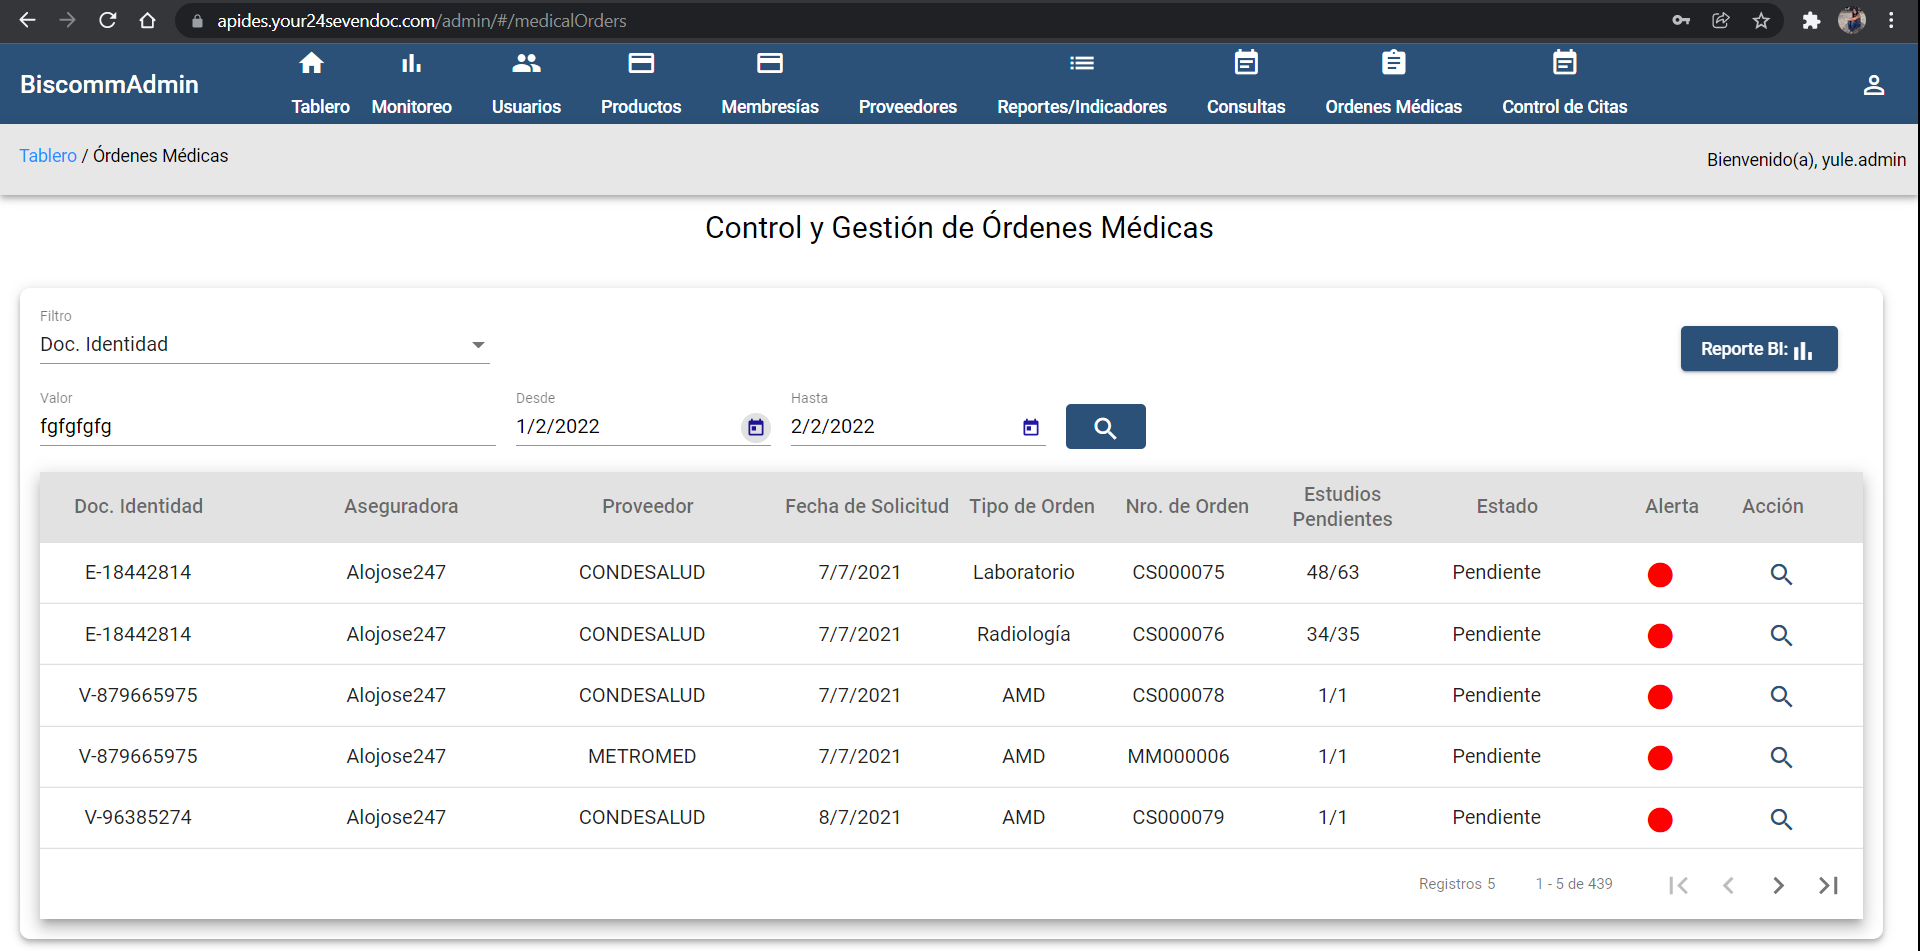 apides.your24sevendoc.com/admin/#/medicalOrders
BiscommAdmin
Tablero Monitoreo Usuarios Productos Membresías Proveedores Reportes/Indicadores Consultas Ordenes Médicas Control de Citas
Tablero / Órdenes Médicas
Bienvenido(a), yule.admin
Control y Gestión de Órdenes Médicas
Filtro
Doc. Identidad
Reporte BI:
Valor Desde Hasta
fgfgfgfg 1/2/2022 2/2/2022
Doc. Identidad Aseguradora Proveedor Fecha de Solicitud Tipo de Orden Nro. de Orden Estudios Pendientes Estado Alerta Acción
E-18442814 Alojose247 CONDESALUD 7/7/2021 Laboratorio CS000075 48/63 Pendiente
E-18442814 Alojose247 CONDESALUD 7/7/2021 Radiología CS000076 34/35 Pendiente
V-879665975 Alojose247 CONDESALUD 7/7/2021 AMD CS000078 1/1 Pendiente
V-879665975 Alojose247 METROMED 7/7/2021 AMD MM000006 1/1 Pendiente
V-96385274 Alojose247 CONDESALUD 8/7/2021 AMD CS000079 1/1 Pendiente
Registros 5 1 - 5 de 439